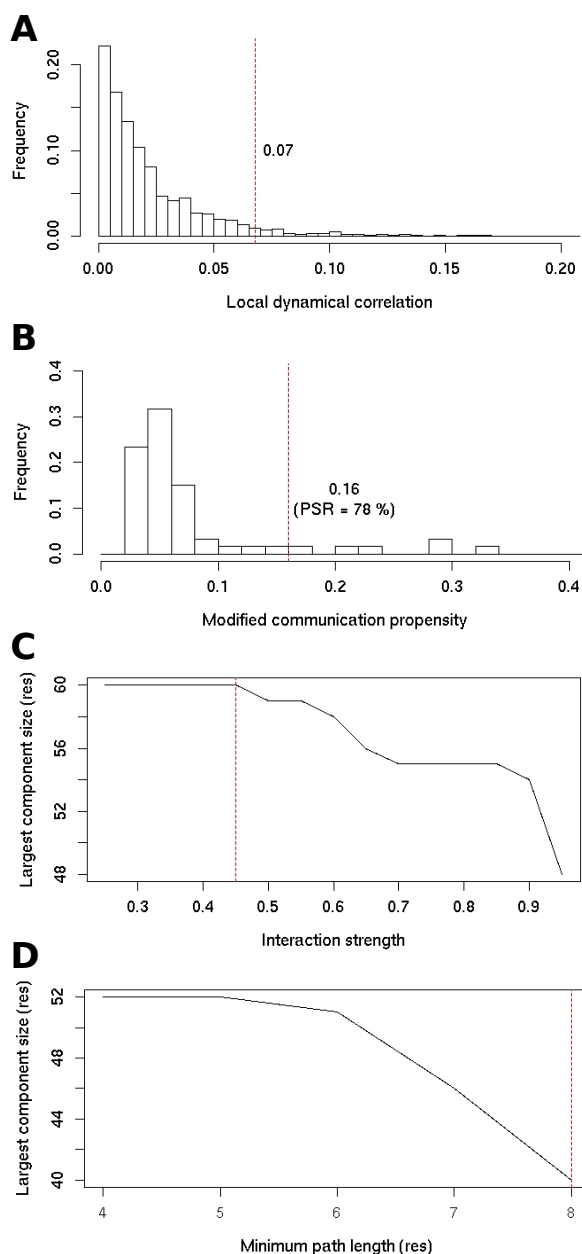 A
Frequency
0.20
0.10
0.00
0.07
0.00 0.05 0.10 0.15 0.20
Local dynamical correlation
B
Frequency
0.4
0.3
0.2
0.1
0.0
0.16
(PSR = 78 %)
0.0 0.1 0.2 0.3 0.4
Modified communication propensity
C
Largest component size (res)
60
56
52
48
0.3 0.4 0.5 0.6 0.7 0.8 0.9
Interaction strength
D
Largest component size (res)
52
48
44
40
4 5 6 7 8
Minimum path length (res)